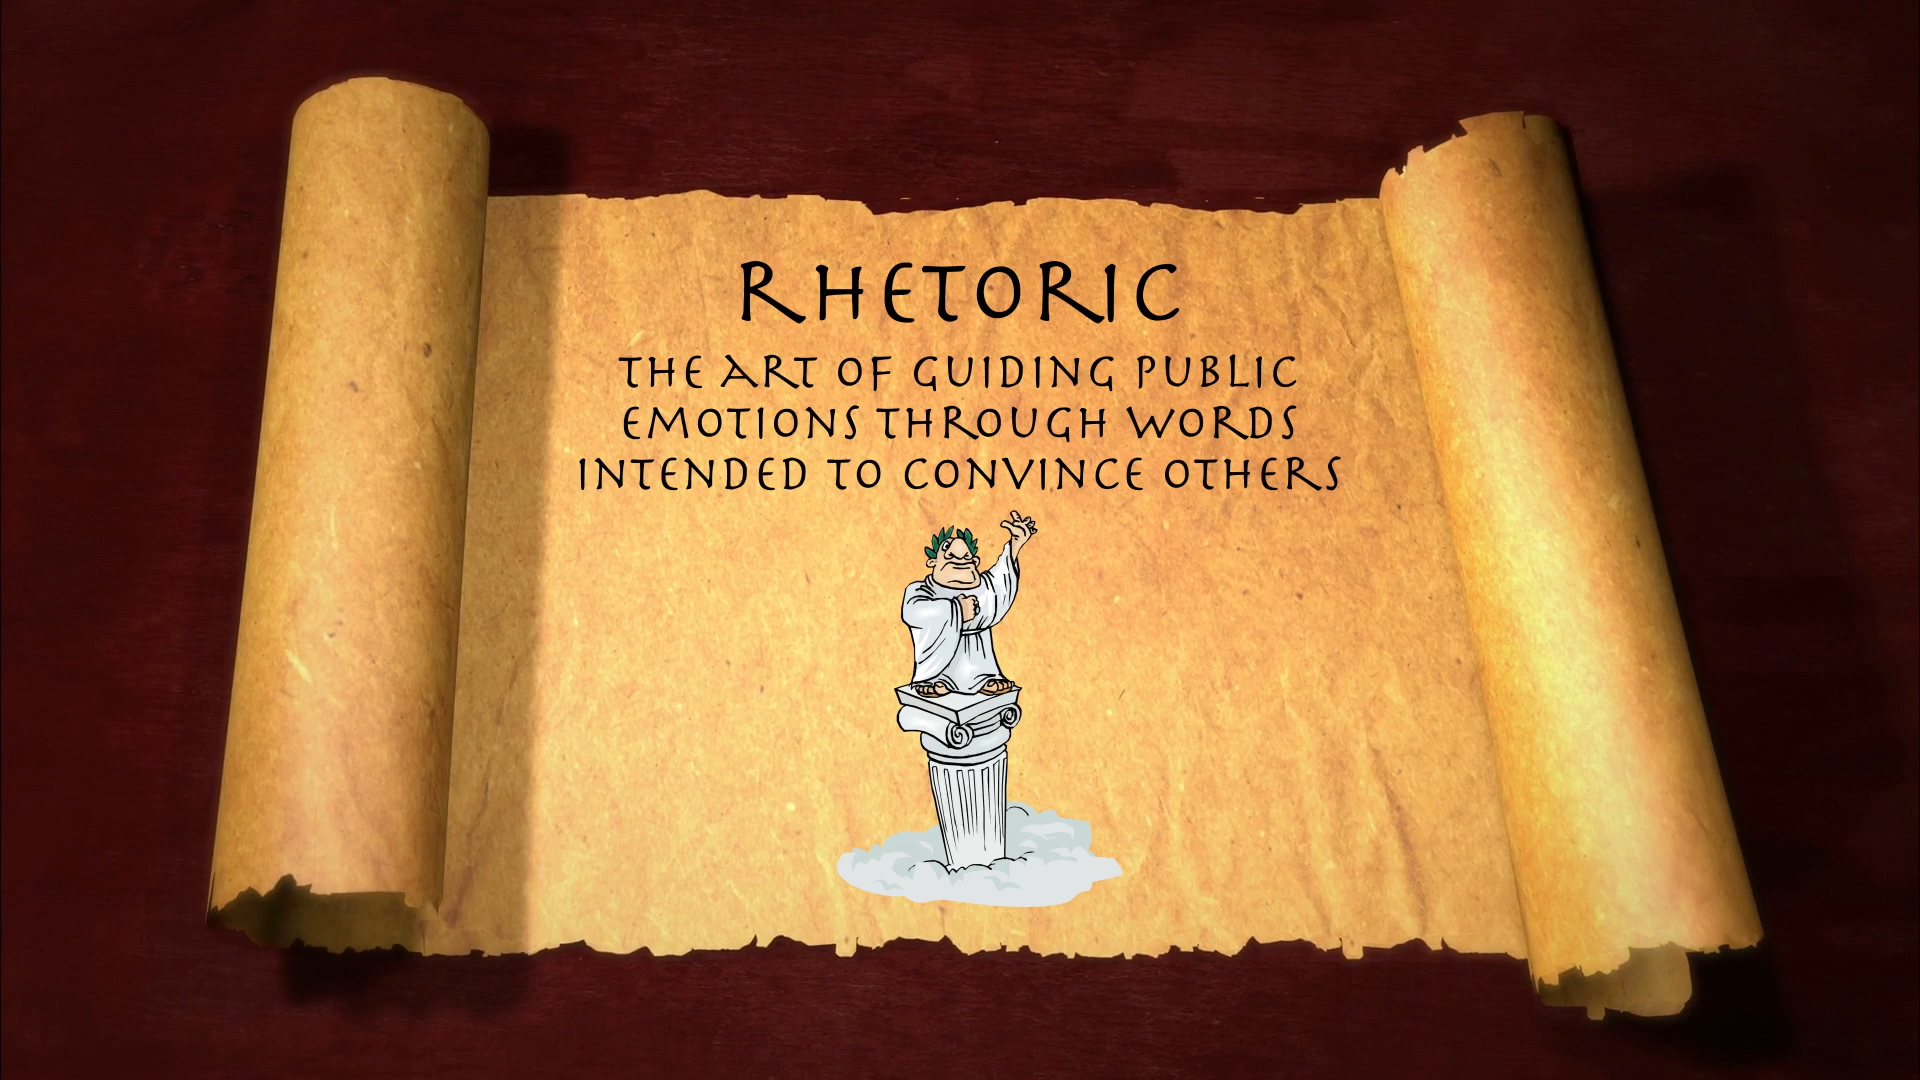 RHETORIC
THE ART OF GUIDING PUBLIC
EMOTIONS THROUGH WORDS
INTENDED TO CONVINCE OTHERS